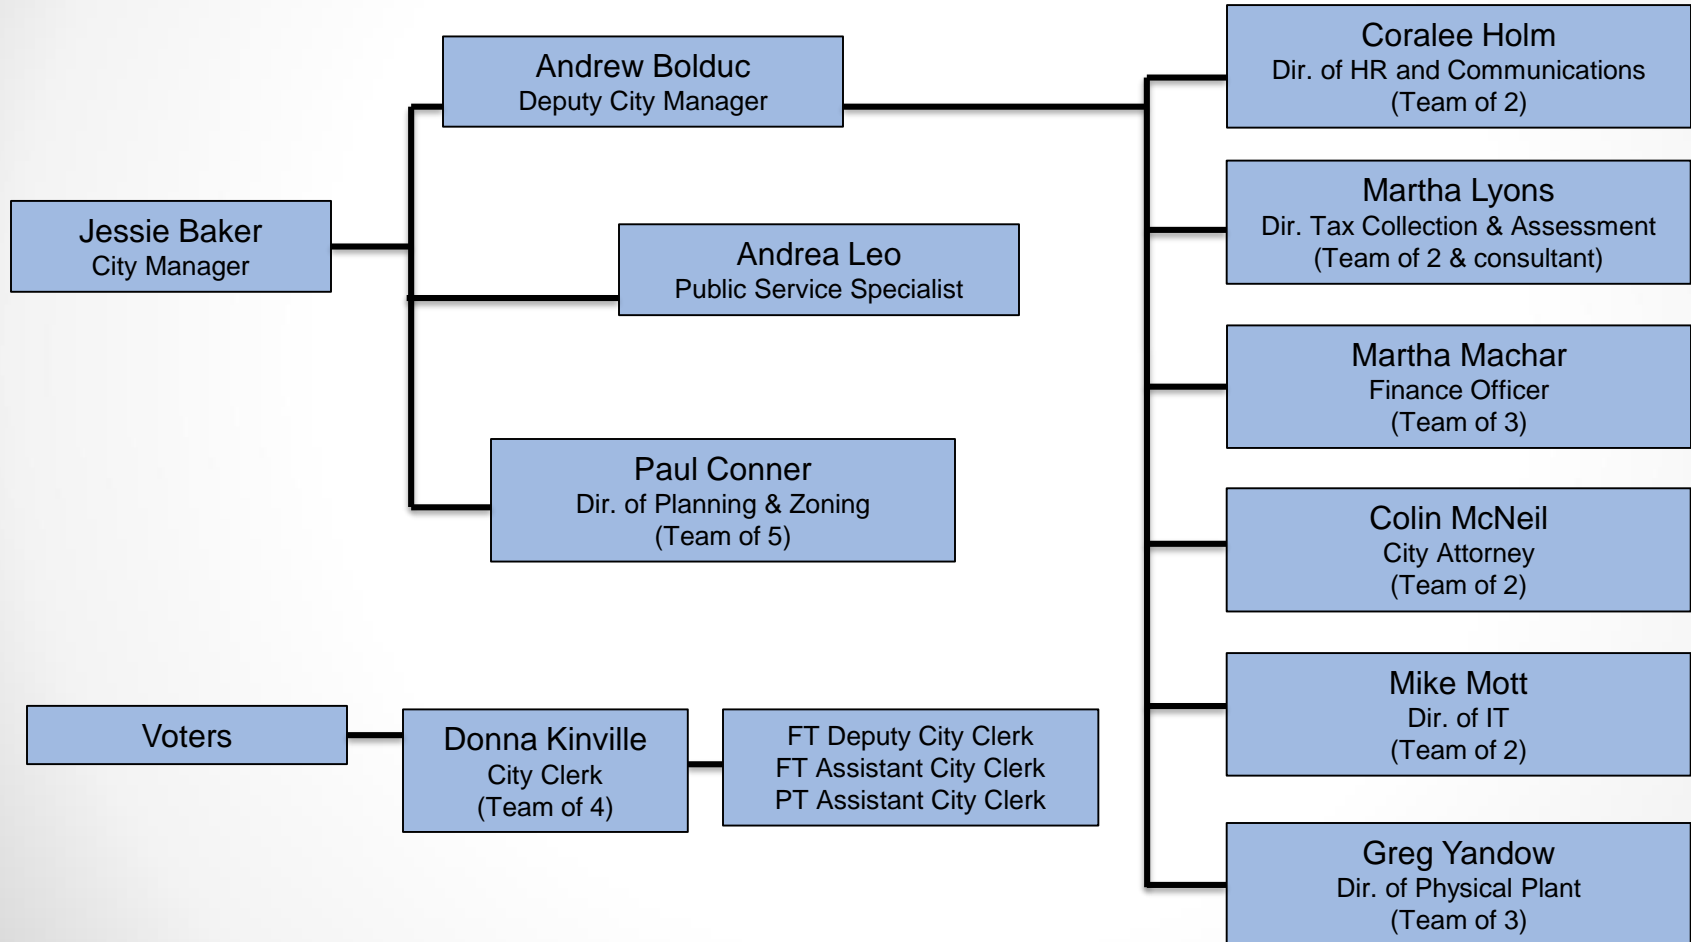 Jessie Baker
City Manager
Andrew Bolduc
Deputy City Manager
Andrea Leo
Public Service Specialist
Paul Conner
Dir. of Planning & Zoning
(Team of 5)
Coralee Holm
Dir. of HR and Communications
(Team of 2)
Martha Lyons
Dir. Tax Collection & Assessment
(Team of 2 & consultant)
Martha Machar
Finance Officer
(Team of 3)
Colin McNeil
City Attorney
(Team of 2)
Mike Mott
Dir. of IT
(Team of 2)
Greg Yandow
Dir. of Physical Plant
(Team of 3)
Voters
Donna Kinville
City Clerk
(Team of 4)
FT Deputy City Clerk
FT Assistant City Clerk
PT Assistant City Clerk